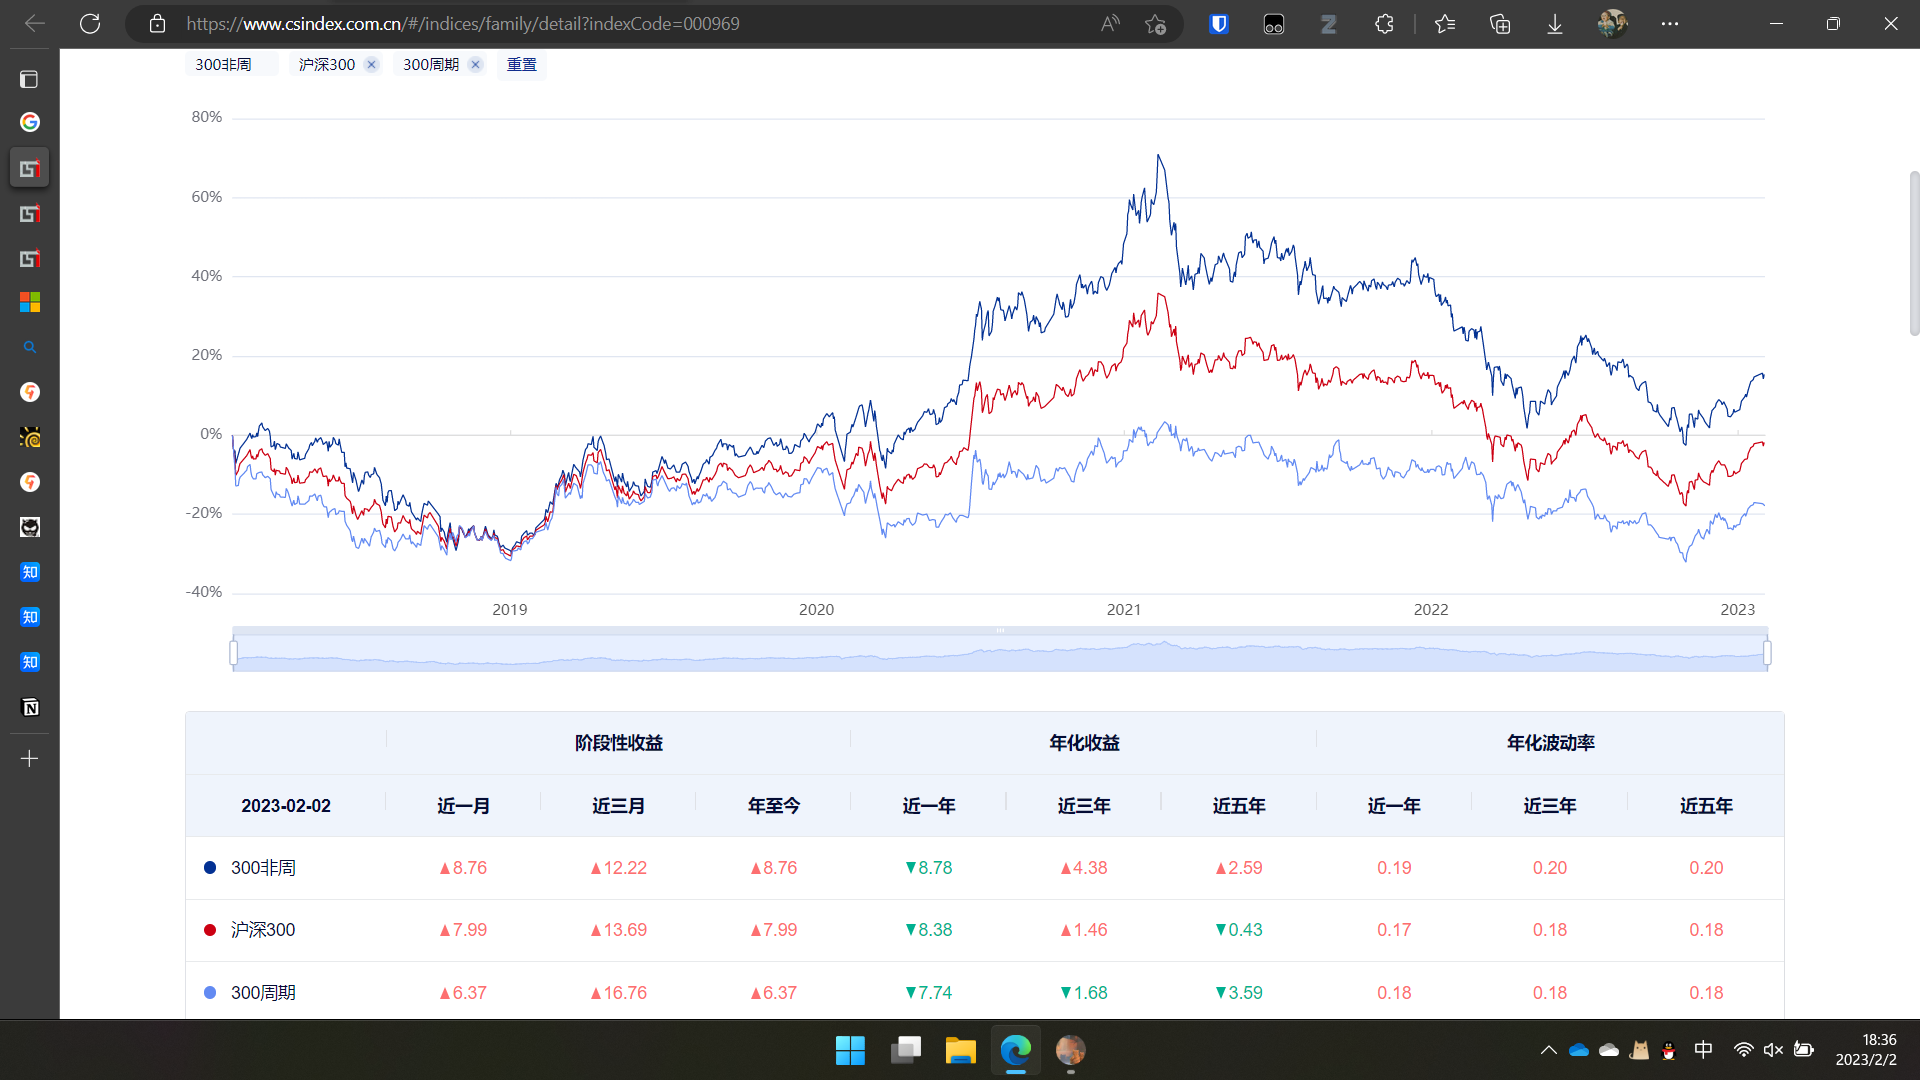 https://www.csindex.com.cn/#/indices/family/detail?indexCode=000969
300非周 沪深300 300周期 重置
80%
60%
40%
20%
0%
-20%
-40%
2019 2020 2021 2022 2023
阶段性收益 年化收益 年化波动率
2023-02-02 近一月 近三月 年至今 近一年 近三年 近五年 近一年 近三年 近五年
300非周 ▲8.76 ▲12.22 ▲8.76 ▼8.78 ▲4.38 ▲2.59 0.19 0.20 0.20
沪深300 ▲7.99 ▲13.69 ▲7.99 ▼8.38 ▲1.46 ▼0.43 0.17 0.18 0.18
300周期 ▲6.37 ▲16.76 ▲6.37 ▼7.74 ▼1.68 ▼3.59 0.18 0.18 0.18
知
知
知
中
18:36
2023/2/2